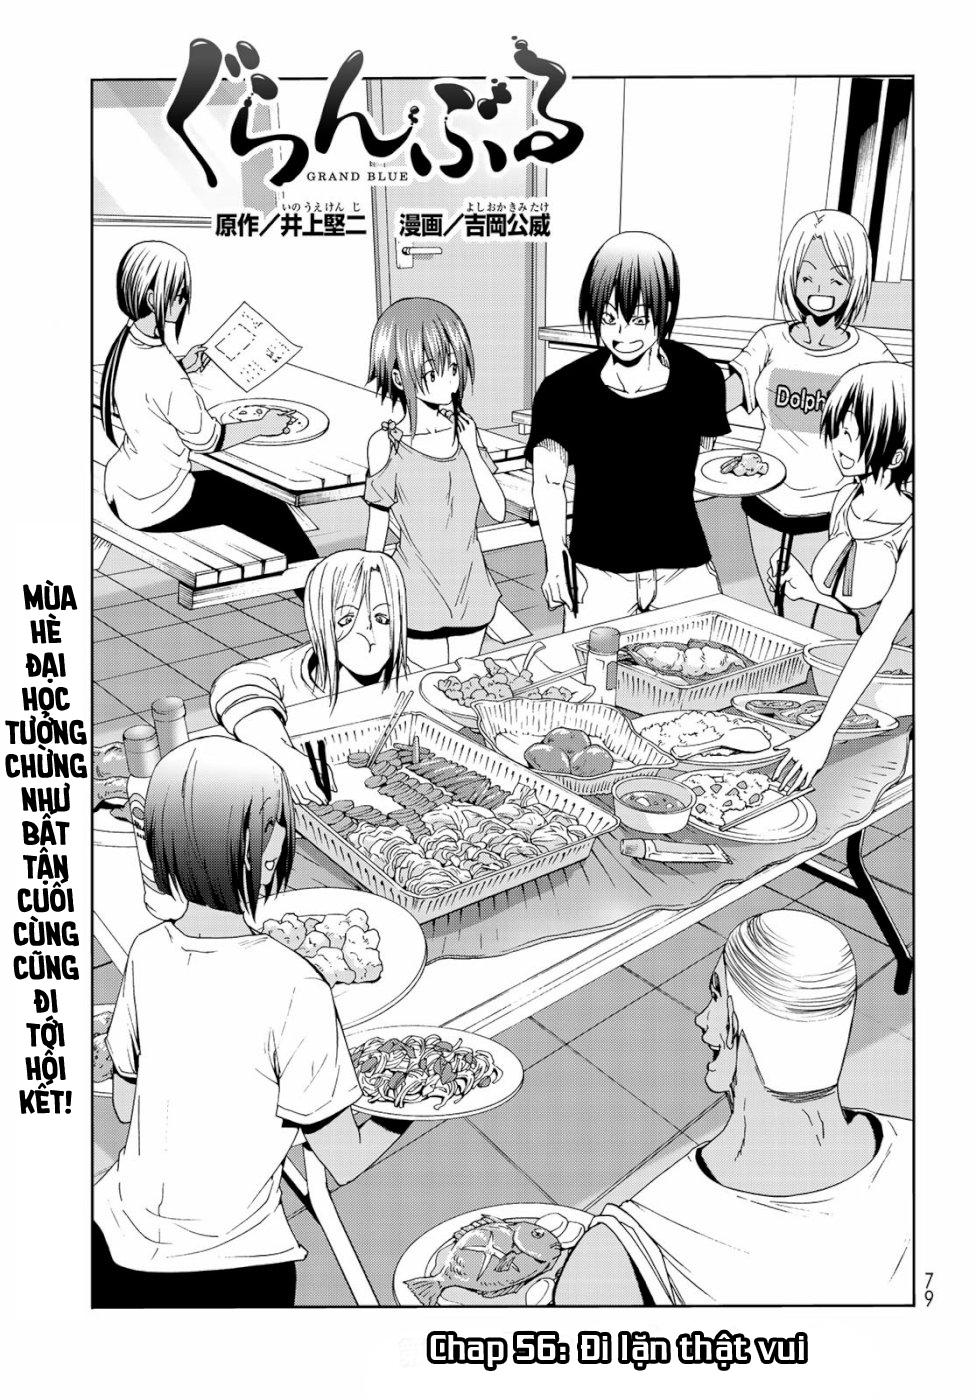 ぐらんぶる
GRAND BLUE
いのうえけんじ よしおかきみたけ
原作/井上堅二 漫画/吉岡公威
Dolph
MÙA
HÈ
ĐẠI
HỌC
TƯỞNG
CHỪNG
NHƯ
BẤT
TẬN
CUỐI
CÙNG
CŨNG
ĐI
TỚI
HỒI
KẾT!
79
Chap 56: Đi lặn thật vui